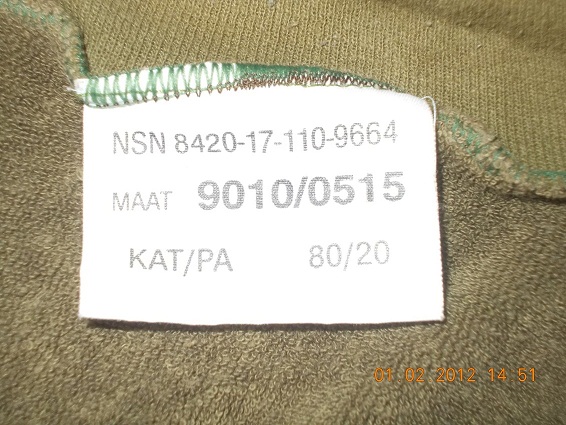 NSN 8420-17-110-9664
MAAT 9010/0515
KAT/PA 80/20
01 02 2012 14 51